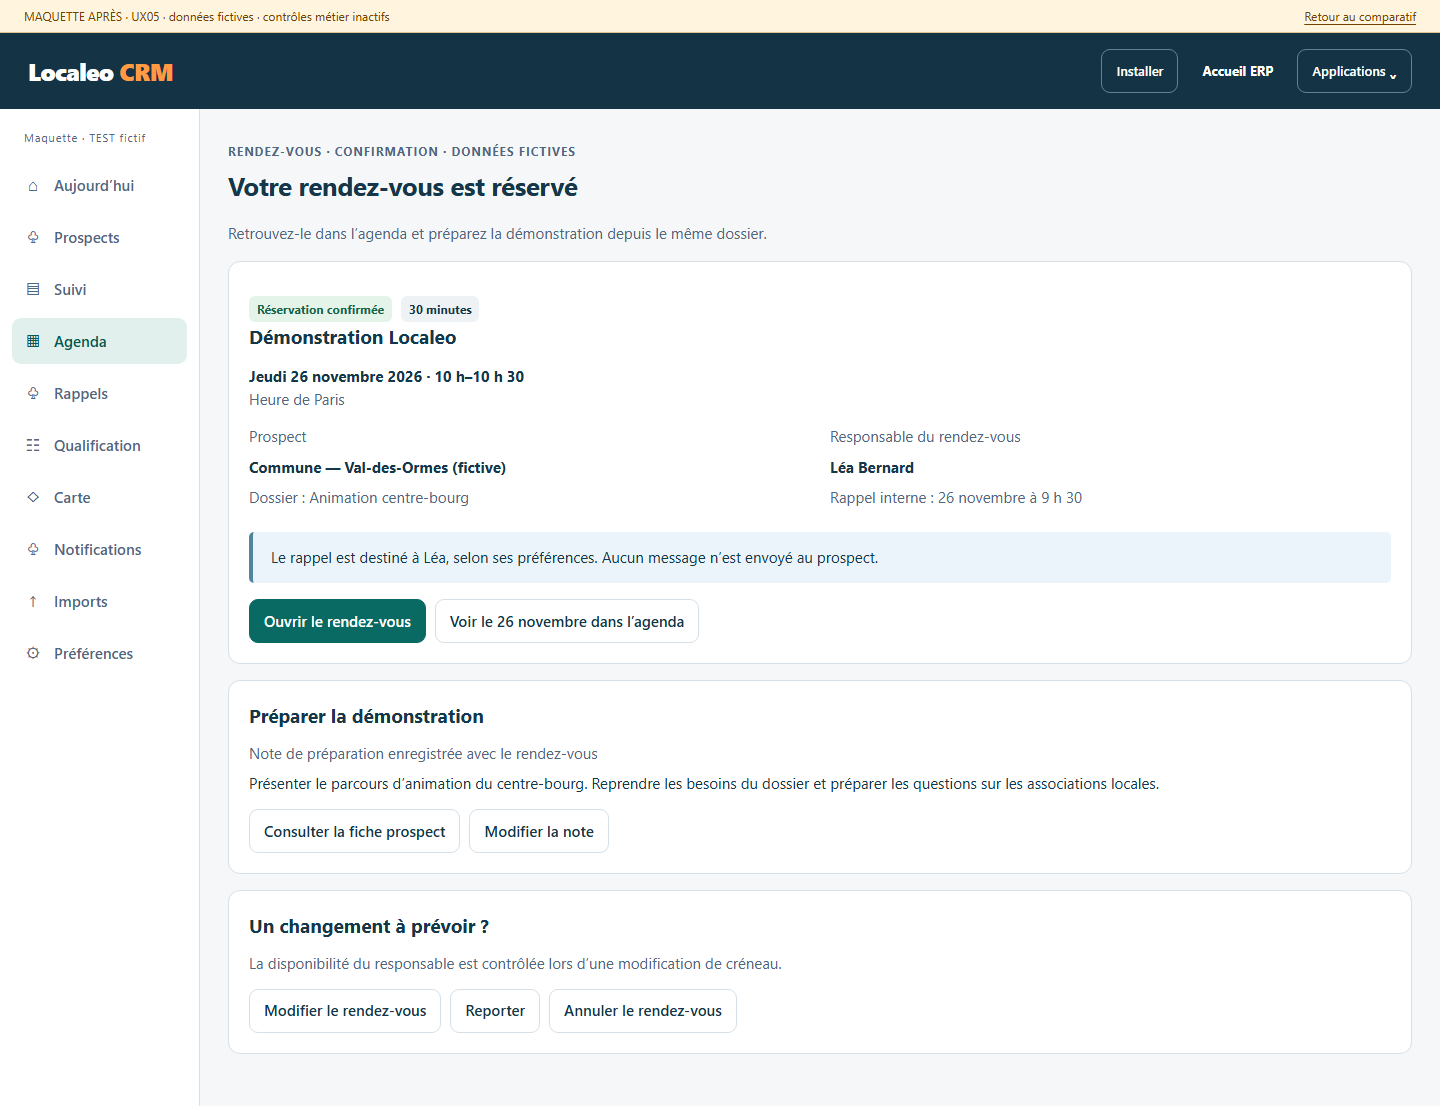 MAQUETTE APRÈS · UX05 · données fictives · contrôles métier inactifs
Retour au comparatif
Localeo CRM
Installer
Accueil ERP
Applications
Maquette · TEST fictif
Aujourd’hui
Prospects
Suivi
Agenda
Rappels
Qualification
Carte
Notifications
Imports
Préférences
RENDEZ-VOUS · CONFIRMATION · DONNÉES FICTIVES
Votre rendez-vous est réservé
Retrouvez-le dans l’agenda et préparez la démonstration depuis le même dossier.
Réservation confirmée
30 minutes
Démonstration Localeo
Jeudi 26 novembre 2026 · 10 h–10 h 30
Heure de Paris
Prospect
Commune — Val-des-Ormes (fictive)
Dossier : Animation centre-bourg
Responsable du rendez-vous
Léa Bernard
Rappel interne : 26 novembre à 9 h 30
Le rappel est destiné à Léa, selon ses préférences. Aucun message n’est envoyé au prospect.
Ouvrir le rendez-vous
Voir le 26 novembre dans l’agenda
Préparer la démonstration
Note de préparation enregistrée avec le rendez-vous
Présenter le parcours d’animation du centre-bourg. Reprendre les besoins du dossier et préparer les questions sur les associations locales.
Consulter la fiche prospect
Modifier la note
Un changement à prévoir ?
La disponibilité du responsable est contrôlée lors d’une modification de créneau.
Modifier le rendez-vous
Reporter
Annuler le rendez-vous